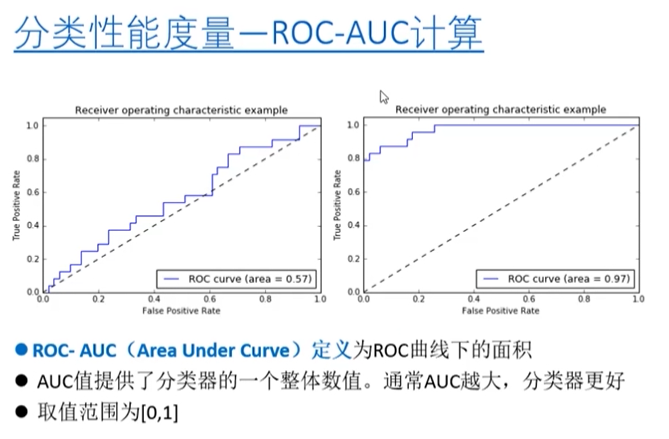 分类性能度量—ROC-AUC计算
Receiver operating characteristic example
1.0
0.8
0.6
0.4
0.2
0.0
True Positive Rate
0.0 0.2 0.4 0.6 0.8 1.0
False Positive Rate
ROC curve (area = 0.57)
Receiver operating characteristic example
1.0
0.8
0.6
0.4
0.2
0.0
True Positive Rate
0.0 0.2 0.4 0.6 0.8 1.0
False Positive Rate
ROC curve (area = 0.97)
●ROC- AUC（Area Under Curve）定义为ROC曲线下的面积
● AUC值提供了分类器的一个整体数值。通常AUC越大，分类器更好
● 取值范围为[0,1]